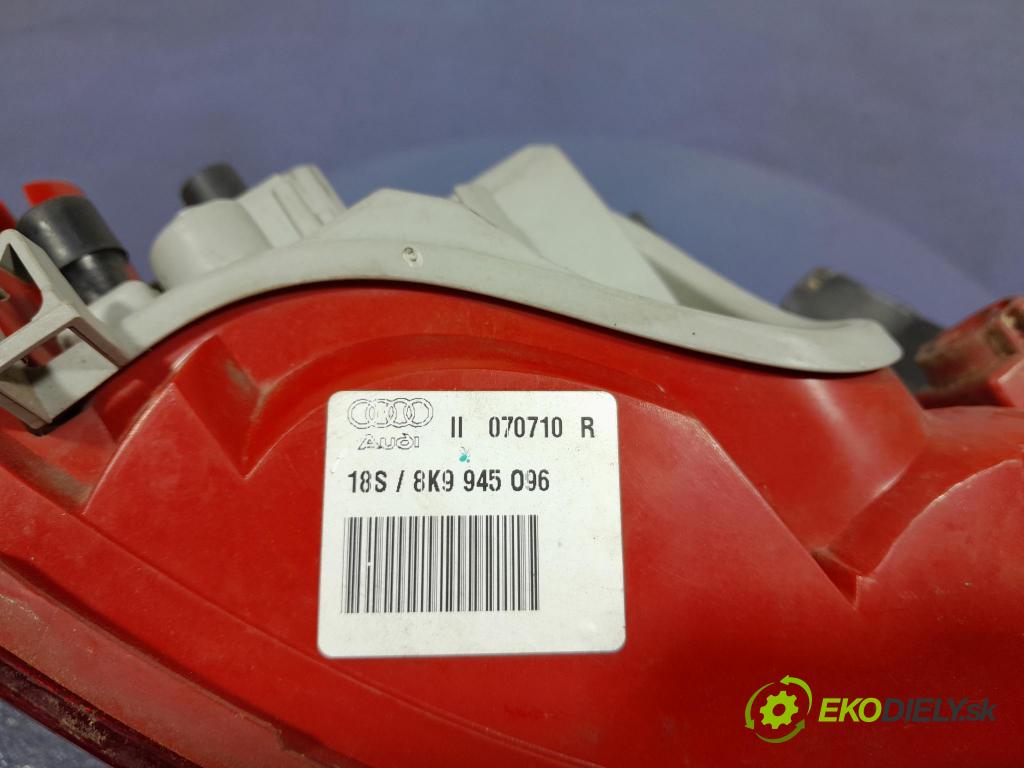 Audi
II 070710 R
18S / 8K9 945 096
EKODIELY.sk